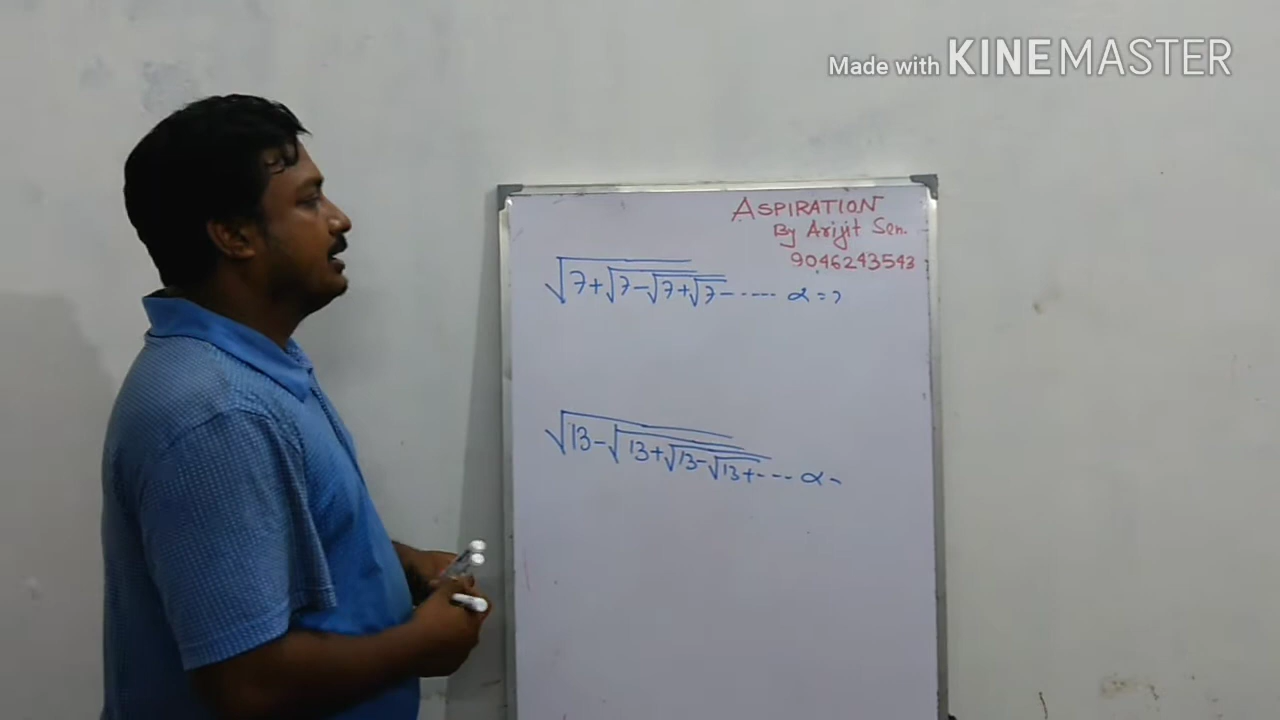 Made with KINEMASTER
ASPIRATION
By Arijit Sen.
9046243543
√7+√7-√7+√7-..... α=?
√13-√13+√13-√13+---- α-